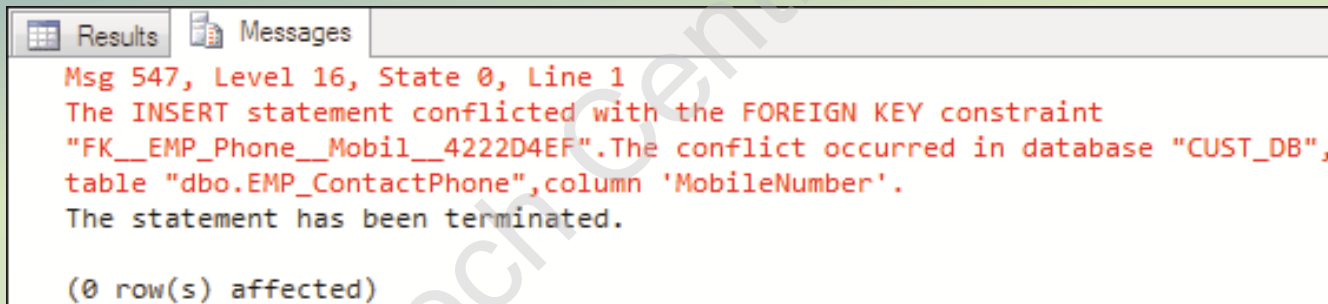 Results Messages
Msg 547, Level 16, State 0, Line 1
The INSERT statement conflicted with the FOREIGN KEY constraint
"FK__EMP_Phone__Mobil__4222D4EF".The conflict occurred in database "CUST_DB",
table "dbo.EMP_ContactPhone",column 'MobileNumber'.
The statement has been terminated.
(0 row(s) affected)
ech Cent